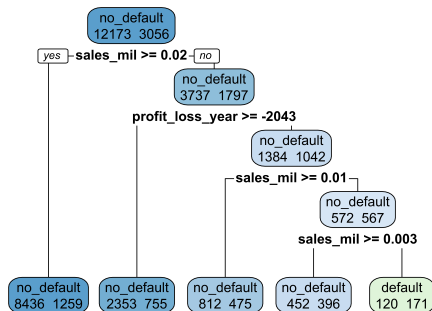 no_default
12173 3056
yes sales_mil >= 0.02 no
no_default
3737 1797
profit_loss_year >= -2043
no_default
1384 1042
sales_mil >= 0.01
no_default
572 567
sales_mil >= 0.003
no_default no_default no_default no_default default
8436 1259 2353 755 812 475 452 396 120 171